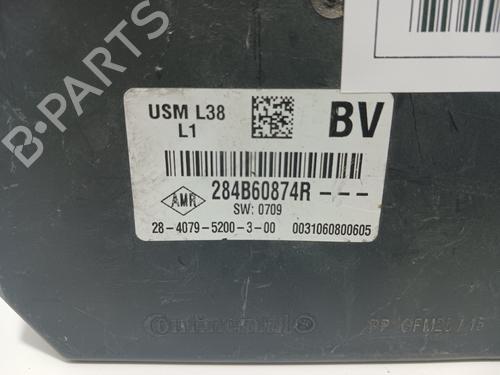 B-PARTS
USM L38
L1
BV
AMR
284B60874R---
SW: 0709
28-4079-5200-3-00 0031060800605
Continental